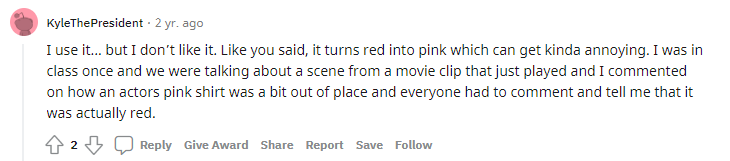 KyleThePresident · 2 yr. ago
I use it... but I don't like it. Like you said, it turns red into pink which can get kinda annoying. I was in
class once and we were talking about a scene from a movie clip that just played and I commented
on how an actors pink shirt was a bit out of place and everyone had to comment and tell me that it
was actually red.
2 Reply Give Award Share Report Save Follow